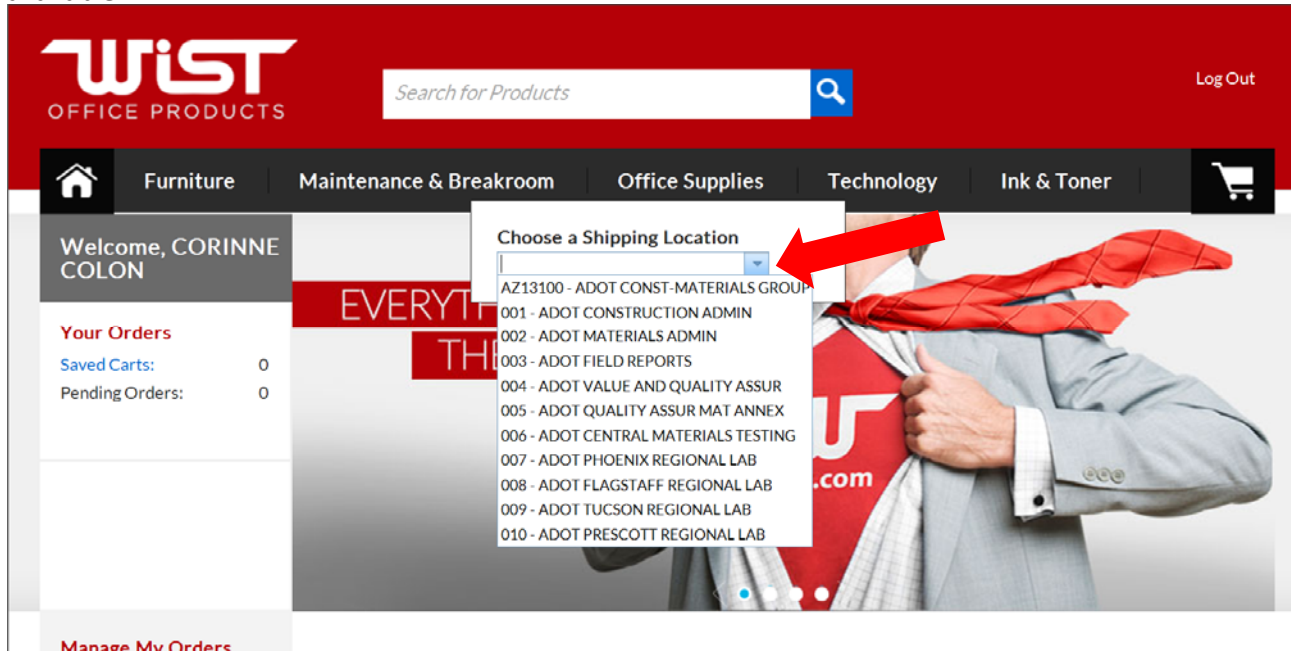 WiST
OFFICE PRODUCTS
Search for Products
Log Out
Furniture
Maintenance & Breakroom
Office Supplies
Technology
Ink & Toner
Welcome, CORINNE
COLON
Your Orders
Saved Carts: 0
Pending Orders: 0
Manage My Orders
Choose a Shipping Location
AZ13100 - ADOT CONST-MATERIALS GROUP
001 - ADOT CONSTRUCTION ADMIN
002 - ADOT MATERIALS ADMIN
003 - ADOT FIELD REPORTS
004 - ADOT VALUE AND QUALITY ASSUR
005 - ADOT QUALITY ASSUR MAT ANNEX
006 - ADOT CENTRAL MATERIALS TESTING
007 - ADOT PHOENIX REGIONAL LAB
008 - ADOT FLAGSTAFF REGIONAL LAB
009 - ADOT TUCSON REGIONAL LAB
010 - ADOT PRESCOTT REGIONAL LAB
.com